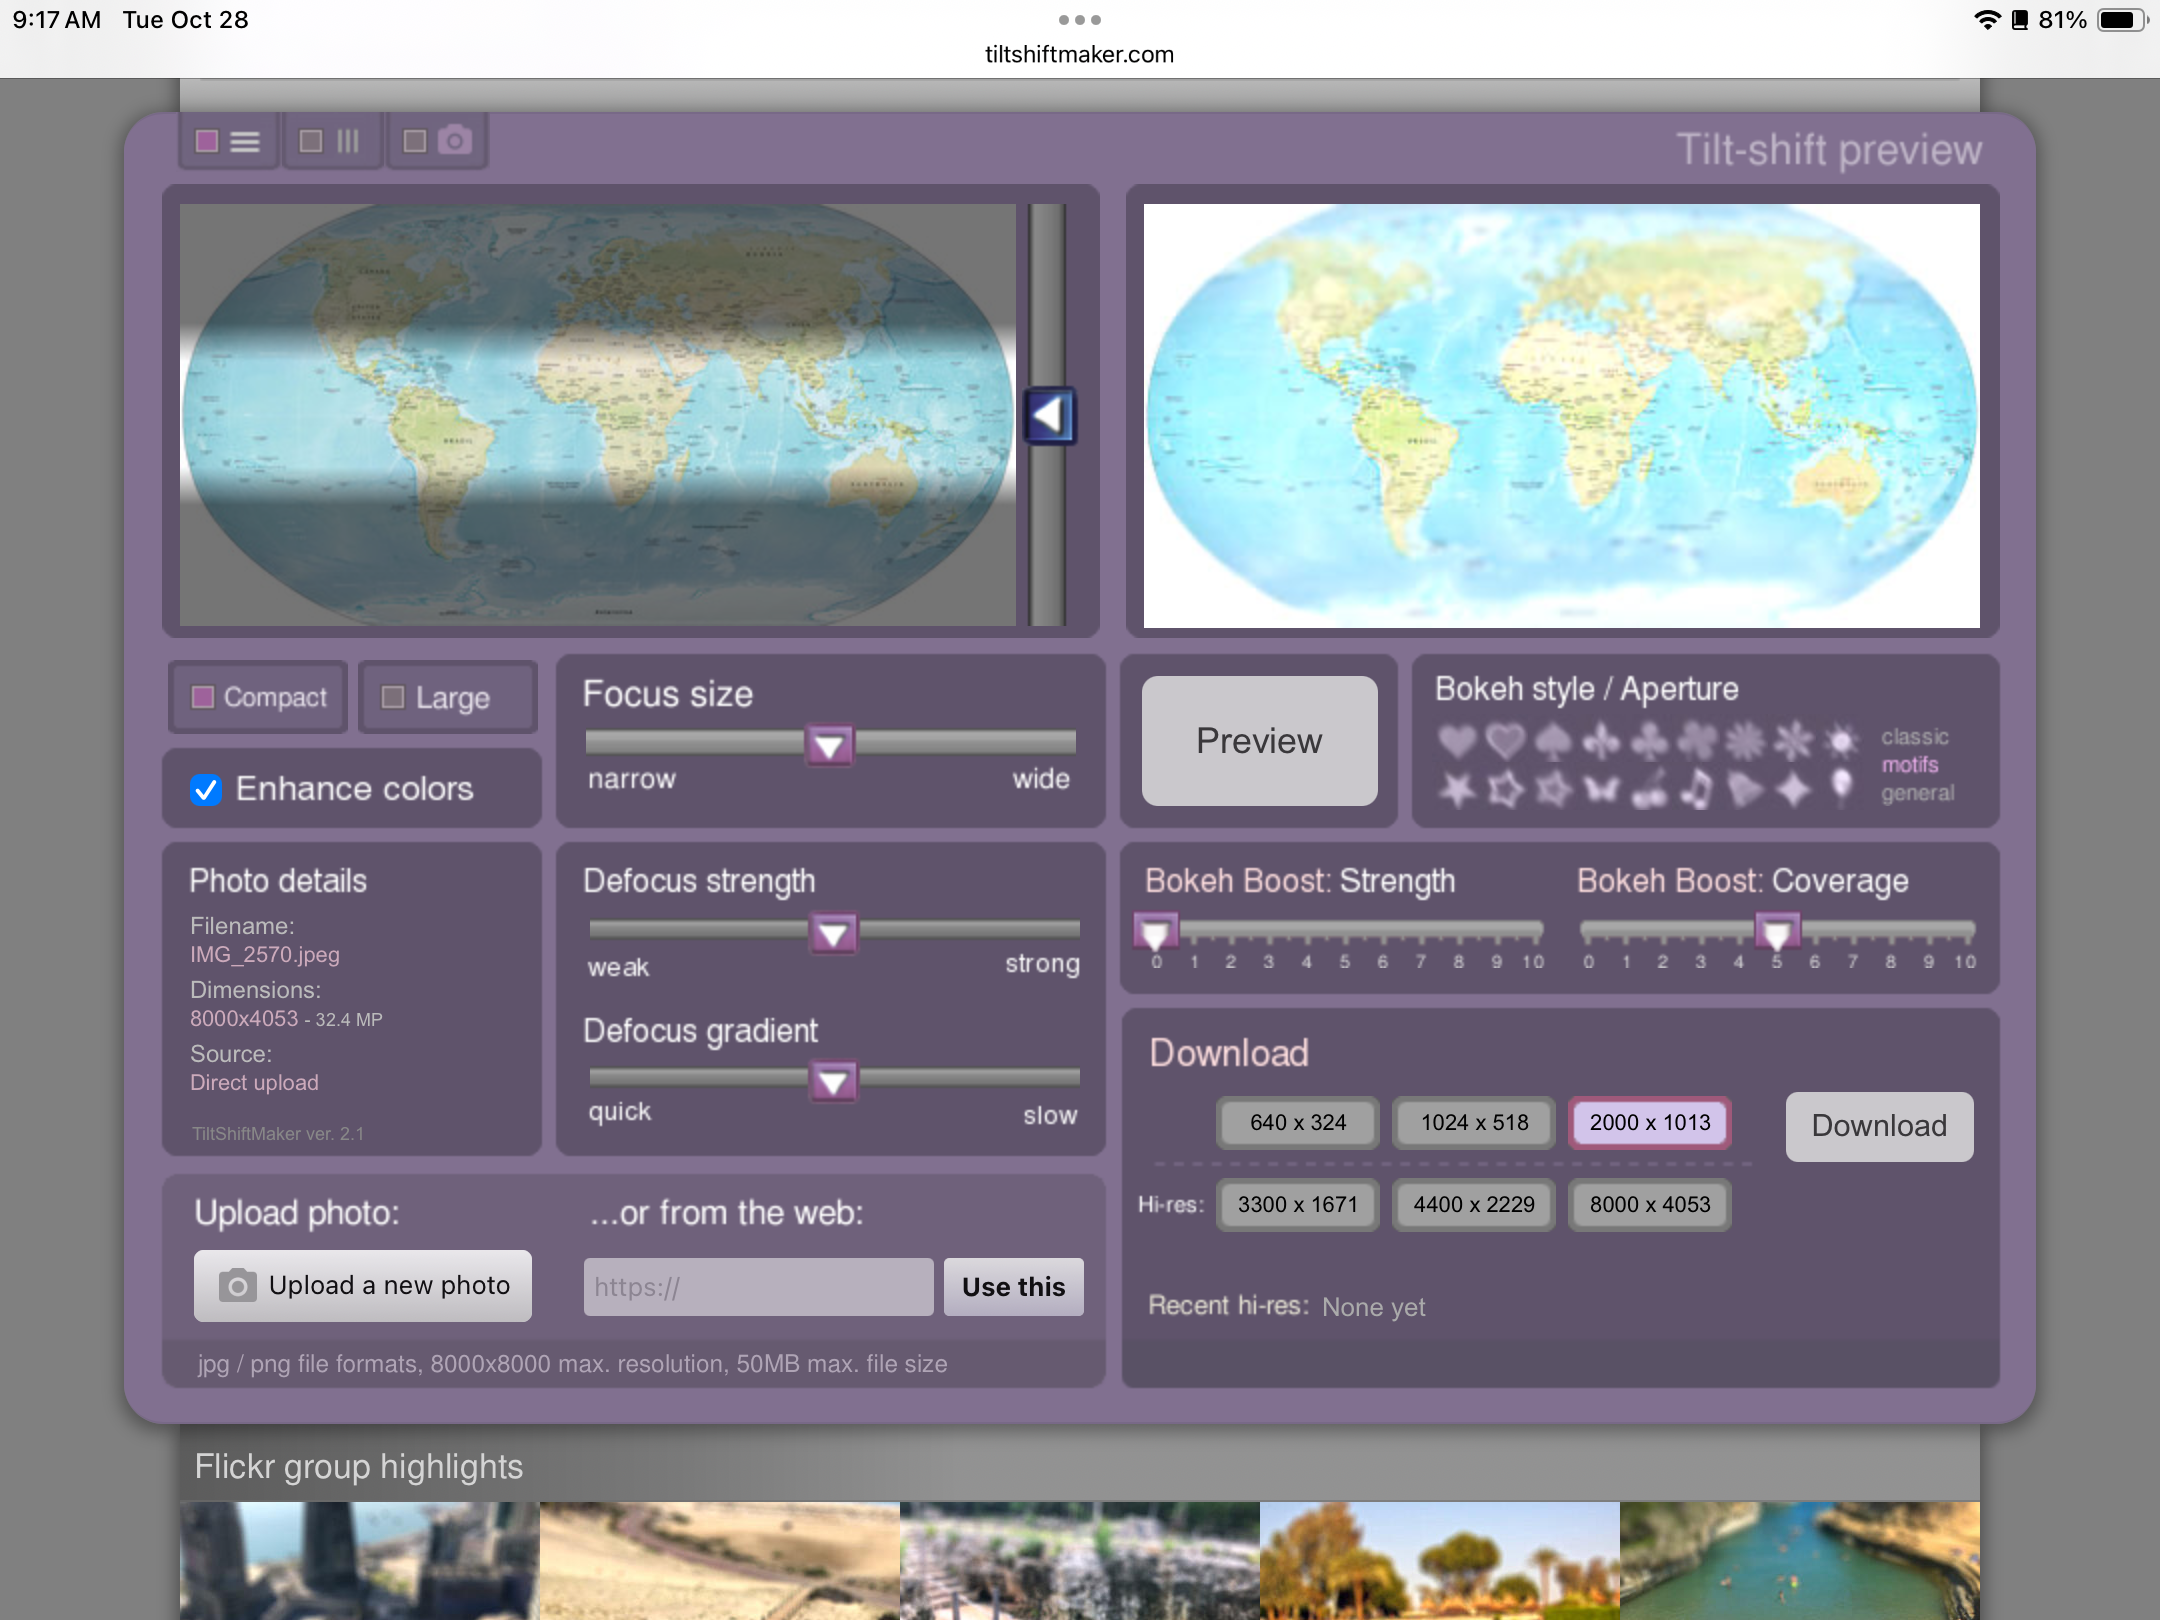 9:17 AM Tue Oct 28
81%
tiltshiftmaker.com
Tilt-shift preview
BRAZIL
BRAZIL
Compact
Large
Enhance colors
Focus size
narrow
wide
Preview
Bokeh style / Aperture
classic
motifs
general
Photo details
Filename:
IMG_2570.jpeg
Dimensions:
8000x4053 - 32.4 MP
Source:
Direct upload
TiltShiftMaker ver. 2.1
Defocus strength
weak
strong
Defocus gradient
quick
slow
Bokeh Boost: Strength
0 1 2 3 4 5 6 7 8 9 10
Bokeh Boost: Coverage
0 1 2 3 4 5 6 7 8 9 10
Download
640 x 324
1024 x 518
2000 x 1013
Download
Hi-res:
3300 x 1671
4400 x 2229
8000 x 4053
Recent hi-res: None yet
Upload photo:
Upload a new photo
...or from the web:
https://
Use this
jpg / png file formats, 8000x8000 max. resolution, 50MB max. file size
Flickr group highlights